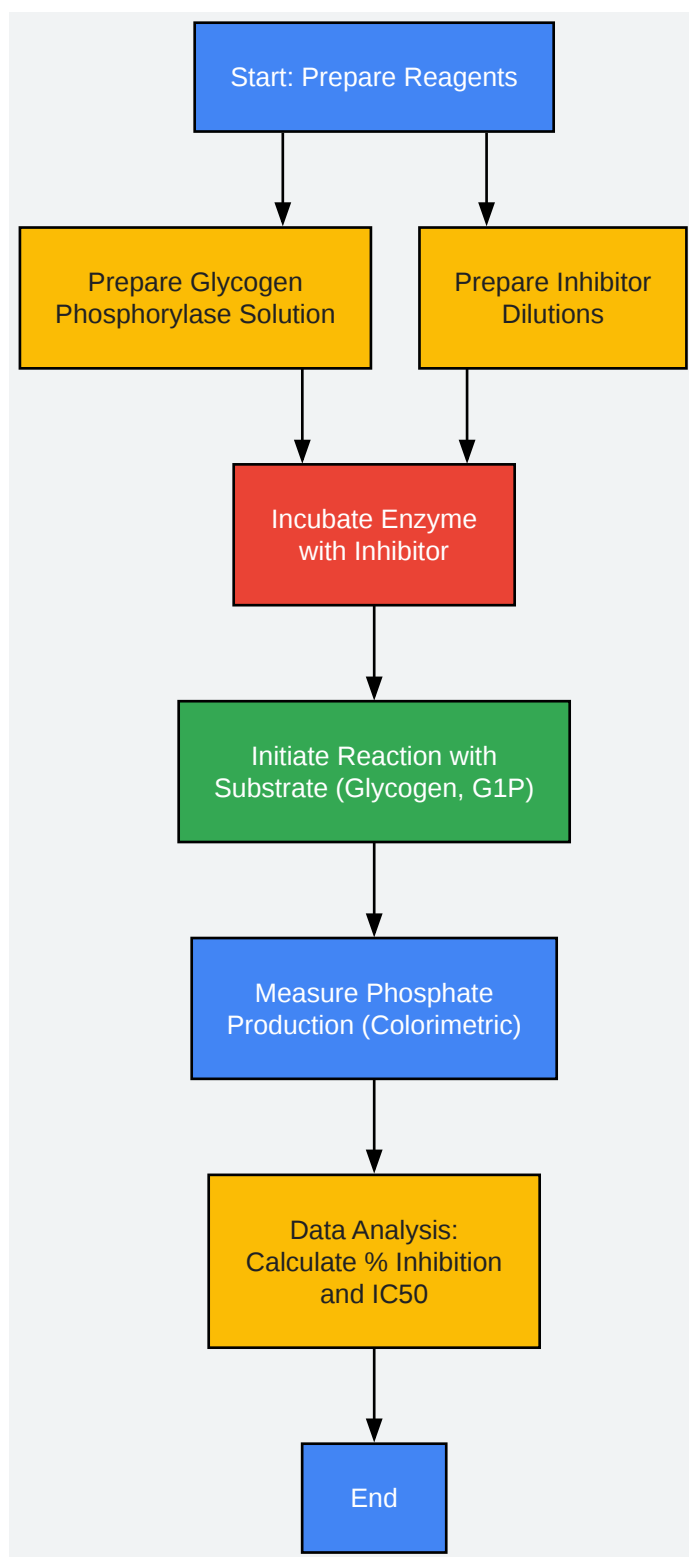 Start: Prepare Reagents
Prepare Glycogen
Phosphorylase Solution
Prepare Inhibitor
Dilutions
Incubate Enzyme
with Inhibitor
Initiate Reaction with
Substrate (Glycogen, G1P)
Measure Phosphate
Production (Colorimetric)
Data Analysis:
Calculate % Inhibition
and IC50
End